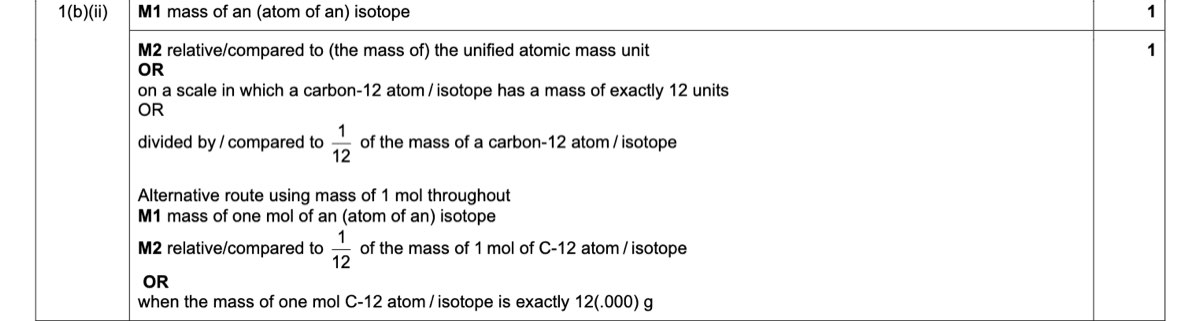 1(b)(ii) M1 mass of an (atom of an) isotope 1
M2 relative/compared to (the mass of) the unified atomic mass unit 1
OR
on a scale in which a carbon-12 atom / isotope has a mass of exactly 12 units
OR
divided by / compared to 1/12 of the mass of a carbon-12 atom / isotope
Alternative route using mass of 1 mol throughout
M1 mass of one mol of an (atom of an) isotope
M2 relative/compared to 1/12 of the mass of 1 mol of C-12 atom / isotope
OR
when the mass of one mol C-12 atom / isotope is exactly 12(.000) g